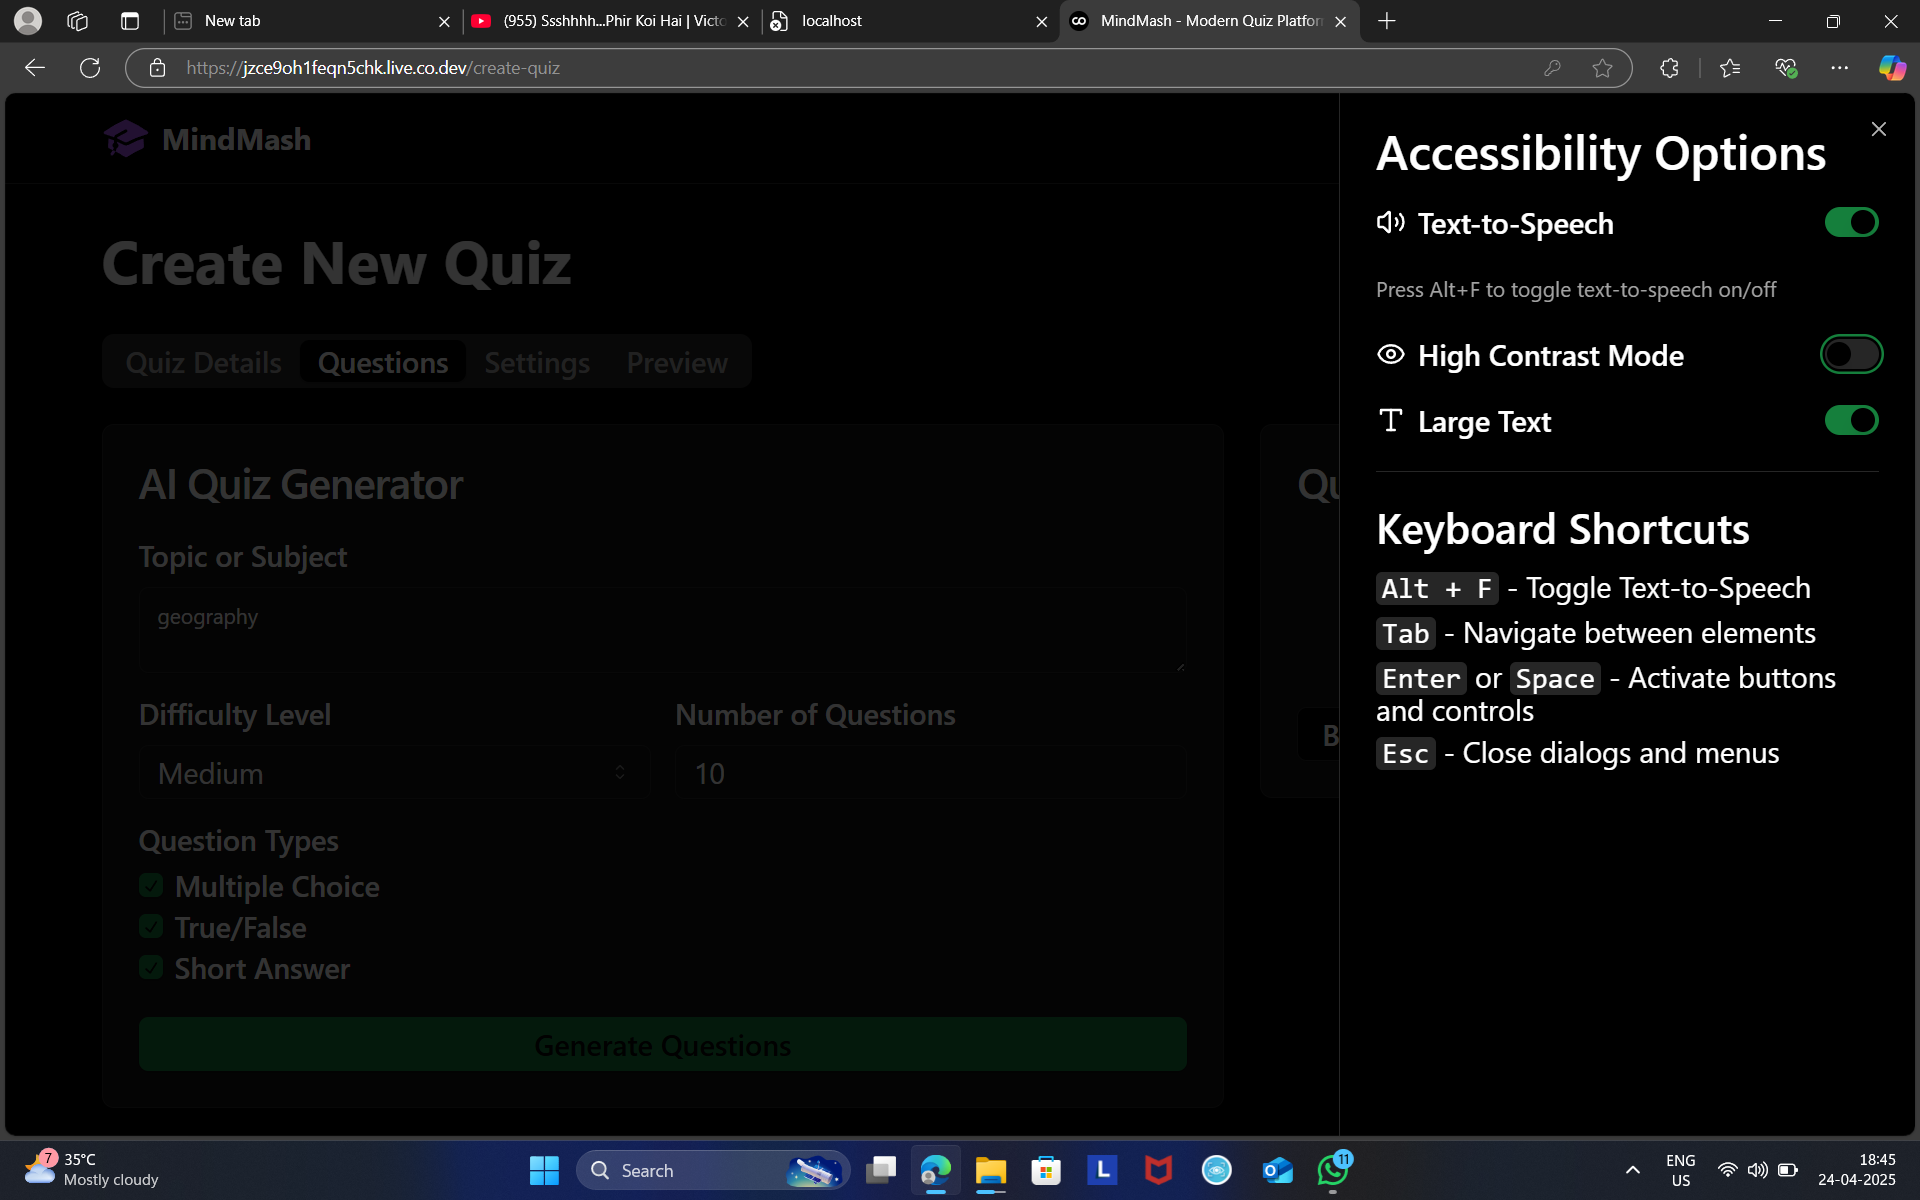 New tab
(955) Ssshhhh...Phir Koi Hai | Victo
localhost
MindMash - Modern Quiz Platfor
https://jzce9oh1feqn5chk.live.co.dev/create-quiz
MindMash
Create New Quiz
Quiz Details
Questions
Settings
Preview
AI Quiz Generator
Topic or Subject
geography
Difficulty Level
Number of Questions
Medium
10
Question Types
Multiple Choice
True/False
Short Answer
Generate Questions
Qu
B
Accessibility Options
Text-to-Speech
Press Alt+F to toggle text-to-speech on/off
High Contrast Mode
Large Text
Keyboard Shortcuts
Alt + F - Toggle Text-to-Speech
Tab - Navigate between elements
Enter or Space - Activate buttons
and controls
Esc - Close dialogs and menus
7
35°C
Mostly cloudy
Search
L
11
ENG
US
18:45
24-04-2025